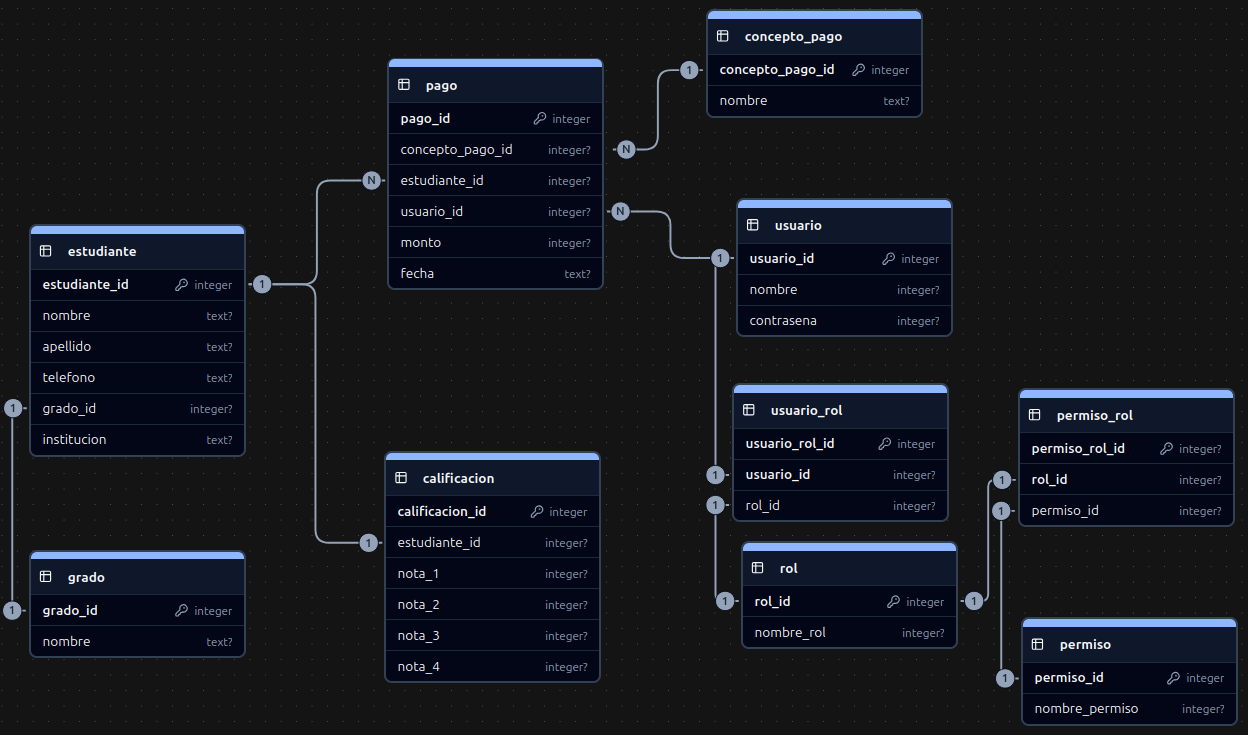 concepto_pago
concepto_pago_id integer
nombre text?
pago
pago_id integer
concepto_pago_id integer?
estudiante_id integer?
usuario_id integer?
monto integer?
fecha text?
1
N
N
N
1
usuario
usuario_id integer
nombre integer?
contrasena integer?
estudiante
estudiante_id integer
nombre text?
apellido text?
telefono text?
grado_id integer?
institucion text?
1
1
1
grado
grado_id integer
nombre text?
calificacion
calificacion_id integer
estudiante_id integer?
nota_1 integer?
nota_2 integer?
nota_3 integer?
nota_4 integer?
1
usuario_rol
usuario_rol_id integer
usuario_id integer?
rol_id integer?
1
1
1
rol
rol_id integer
nombre_rol integer?
1
permiso_rol
permiso_rol_id integer?
rol_id integer?
permiso_id integer?
1
1
1
permiso
permiso_id integer
nombre_permiso integer?